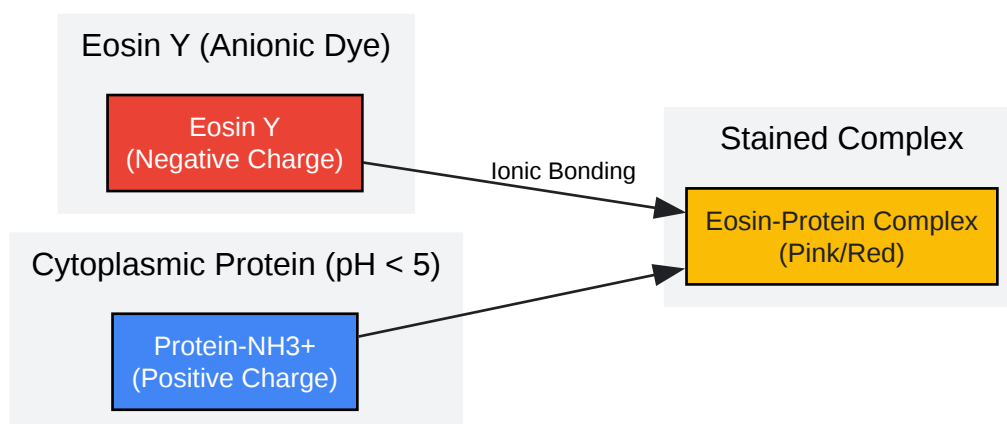 Eosin Y (Anionic Dye)
Eosin Y
(Negative Charge)
Ionic Bonding
Cytoplasmic Protein (pH < 5)
Protein-NH3+
(Positive Charge)
Stained Complex
Eosin-Protein Complex
(Pink/Red)